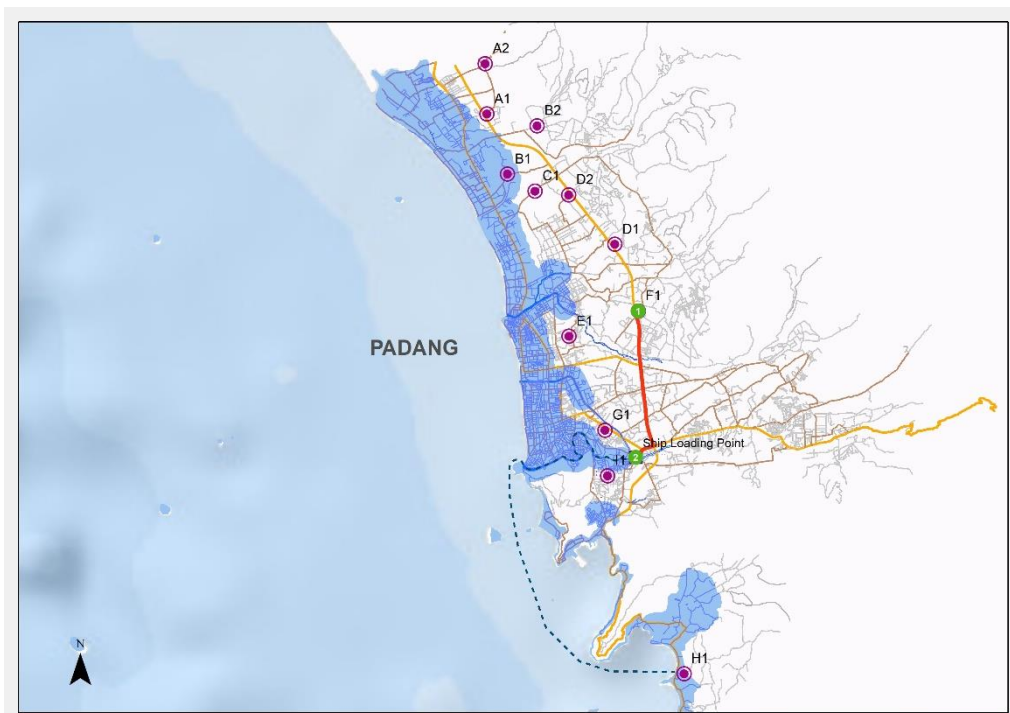 A2
A1
B2
B1
C1
D2
D1
F1
1
E1
PADANG
G1
Ship Loading Point
2
I1
H1
N